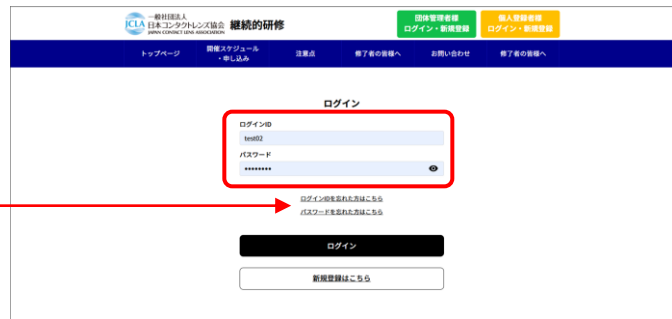 一般社団法人
JCLA 日本コンタクトレンズ協会 継続的研修
JAPAN CONTACT LENS ASSOCIATION
団体管理者様
ログイン・新規登録
個人登録者様
ログイン・新規登録
トップページ
開催スケジュール
・申し込み
注意点
修了者の皆様へ
お問い合わせ
修了者の皆様へ
ログイン
ログインID
test02
パスワード
••••••••
ログインIDを忘れた方はこちら
パスワードを忘れた方はこちら
ログイン
新規登録はこちら